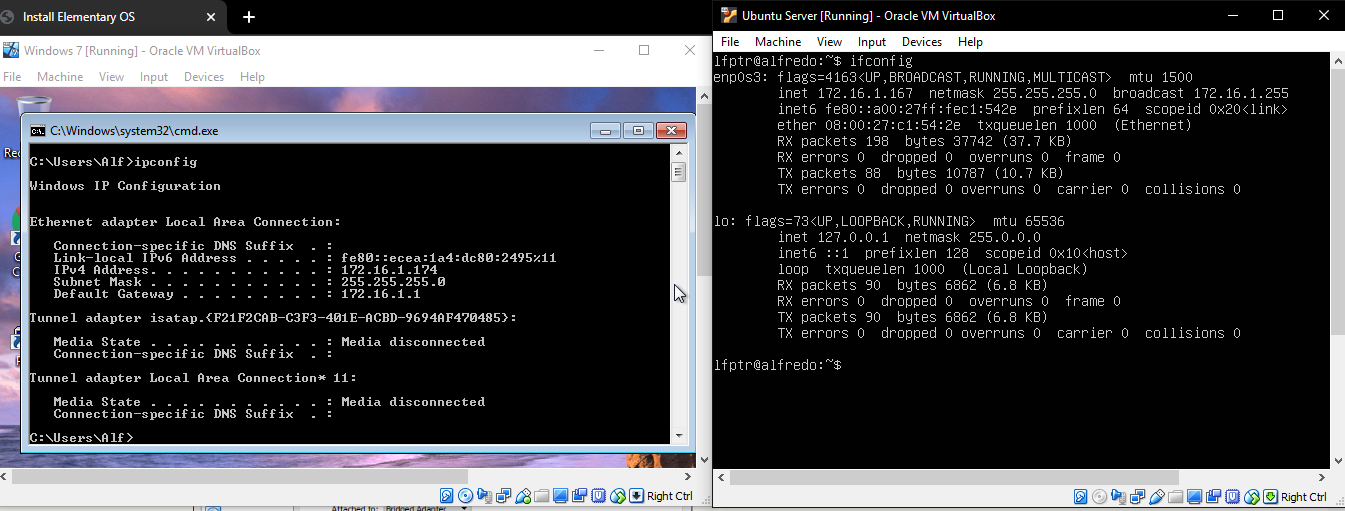 Install Elementary OS
Windows 7 [Running] - Oracle VM VirtualBox
File Machine View Input Devices Help
C:\Windows\system32\cmd.exe
C:\Users\Alf>ipconfig
Windows IP Configuration
Ethernet adapter Local Area Connection:
Connection-specific DNS Suffix . :
Link-local IPv6 Address . . . . . : fe80::ecea:1a4:dc80:2495%11
IPv4 Address. . . . . . . . . . . : 172.16.1.174
Subnet Mask . . . . . . . . . . . : 255.255.255.0
Default Gateway . . . . . . . . . : 172.16.1.1
Tunnel adapter isatap.{F21F2CAB-C3F3-401E-ACBD-9694AF470485}:
Media State . . . . . . . . . . . : Media disconnected
Connection-specific DNS Suffix . :
Tunnel adapter Local Area Connection* 11:
Media State . . . . . . . . . . . : Media disconnected
Connection-specific DNS Suffix . :
C:\Users\Alf>
Right Ctrl
Attached to: Bridged Adapter
Ubuntu Server [Running] - Oracle VM VirtualBox
File Machine View Input Devices Help
lfptr@alfredo:~$ ifconfig
enp0s3: flags=4163<UP,BROADCAST,RUNNING,MULTICAST> mtu 1500
inet 172.16.1.167 netmask 255.255.255.0 broadcast 172.16.1.255
inet6 fe80::a00:27ff:fec1:542e prefixlen 64 scopeid 0x20<link>
ether 08:00:27:c1:54:2e txqueuelen 1000 (Ethernet)
RX packets 198 bytes 37742 (37.7 KB)
RX errors 0 dropped 0 overruns 0 frame 0
TX packets 88 bytes 10787 (10.7 KB)
TX errors 0 dropped 0 overruns 0 carrier 0 collisions 0
lo: flags=73<UP,LOOPBACK,RUNNING> mtu 65536
inet 127.0.0.1 netmask 255.0.0.0
inet6 ::1 prefixlen 128 scopeid 0x10<host>
loop txqueuelen 1000 (Local Loopback)
RX packets 90 bytes 6862 (6.8 KB)
RX errors 0 dropped 0 overruns 0 frame 0
TX packets 90 bytes 6862 (6.8 KB)
TX errors 0 dropped 0 overruns 0 carrier 0 collisions 0
lfptr@alfredo:~$
Right Ctrl